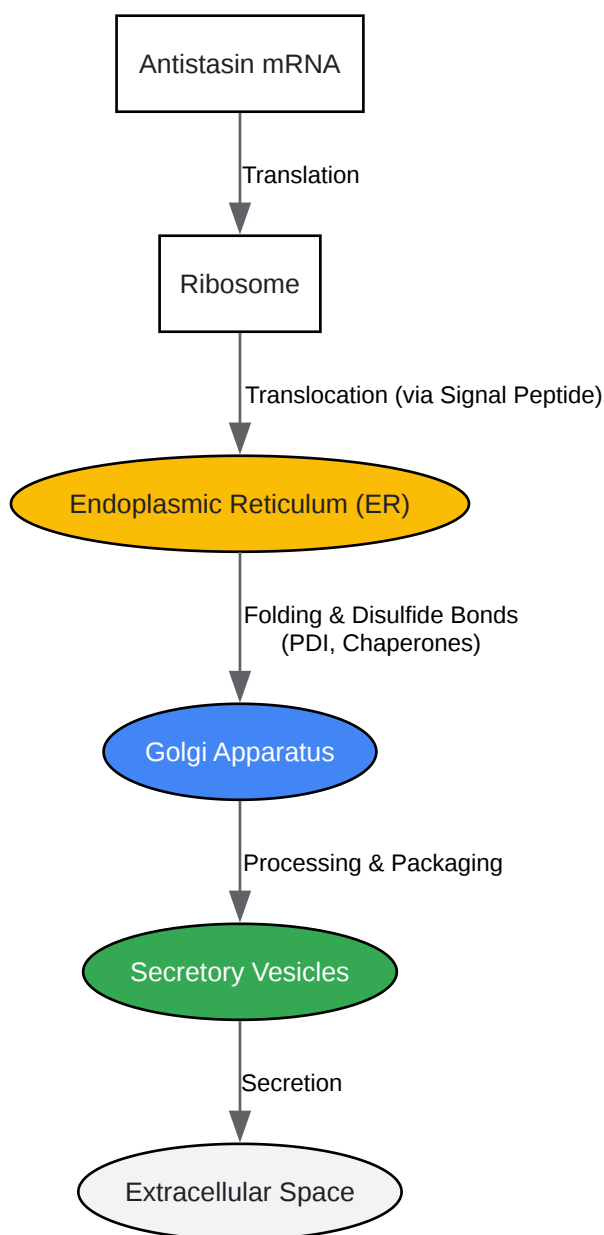 Antistasin mRNA
Translation
Ribosome
Translocation (via Signal Peptide)
Endoplasmic Reticulum (ER)
Folding & Disulfide Bonds
(PDI, Chaperones)
Golgi Apparatus
Processing & Packaging
Secretory Vesicles
Secretion
Extracellular Space